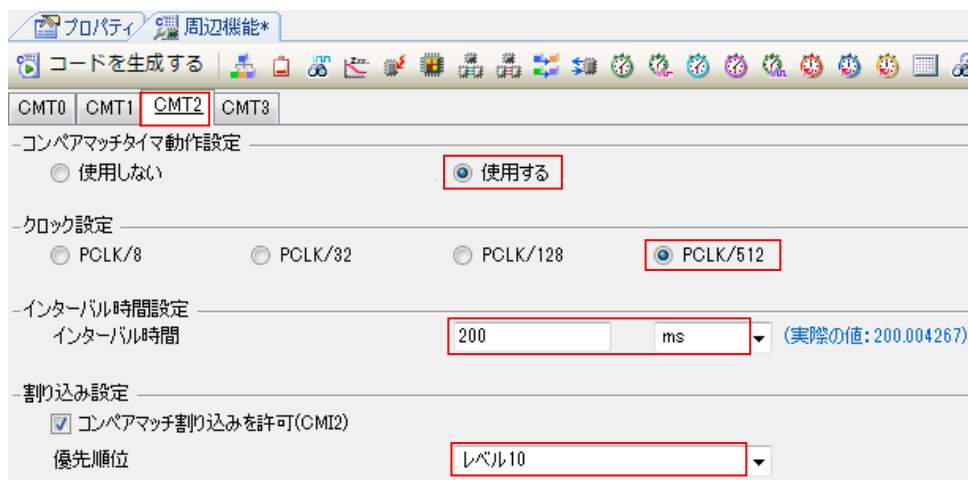 プロパティ 周辺機能*
コードを生成する
CMT0 CMT1 CMT2 CMT3
コンペアマッチタイマ動作設定
使用しない 使用する
クロック設定
PCLK/8 PCLK/32 PCLK/128 PCLK/512
インターバル時間設定
インターバル時間 200 ms (実際の値: 200.004267)
割り込み設定
コンペアマッチ割り込みを許可(CMI2)
優先順位 レベル10